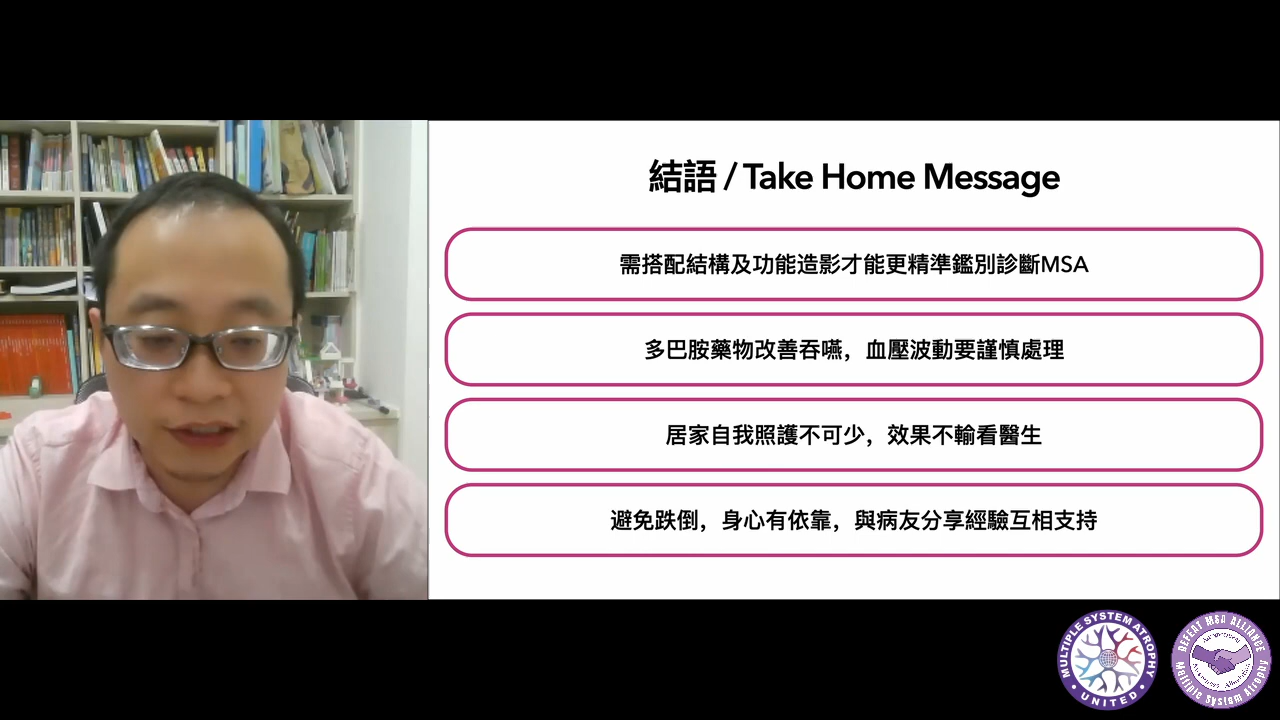 結語 / Take Home Message
需搭配結構及功能造影才能更精準鑑別診斷MSA
多巴胺藥物改善吞嚥，血壓波動要謹慎處理
居家自我照護不可少，效果不輸看醫生
避免跌倒，身心有依靠，與病友分享經驗互相支持
MULTIPLE SYSTEM ATROPHY
• UNITED •
DEFEAT MSA ALLIANCE
Multiple System Atrophy